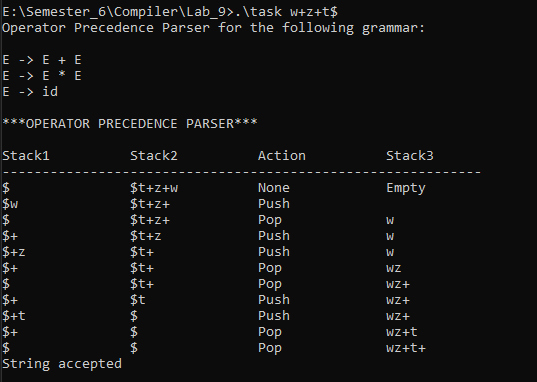 E:\Semester_6\Compiler\Lab_9>.\task w+z+t$
Operator Precedence Parser for the following grammar:
E -> E + E
E -> E * E
E -> id
***OPERATOR PRECEDENCE PARSER***
Stack1 Stack2 Action Stack3
------------------------------------------------------------
$ $t+z+w None Empty
$w $t+z+ Push
$ $t+z+ Pop w
$+ $t+z Push w
$+z $t+ Push w
$+ $t+ Pop wz
$ $t+ Pop wz+
$+ $t Push wz+
$+t $ Push wz+
$+ $ Pop wz+t
$ $ Pop wz+t+
String accepted